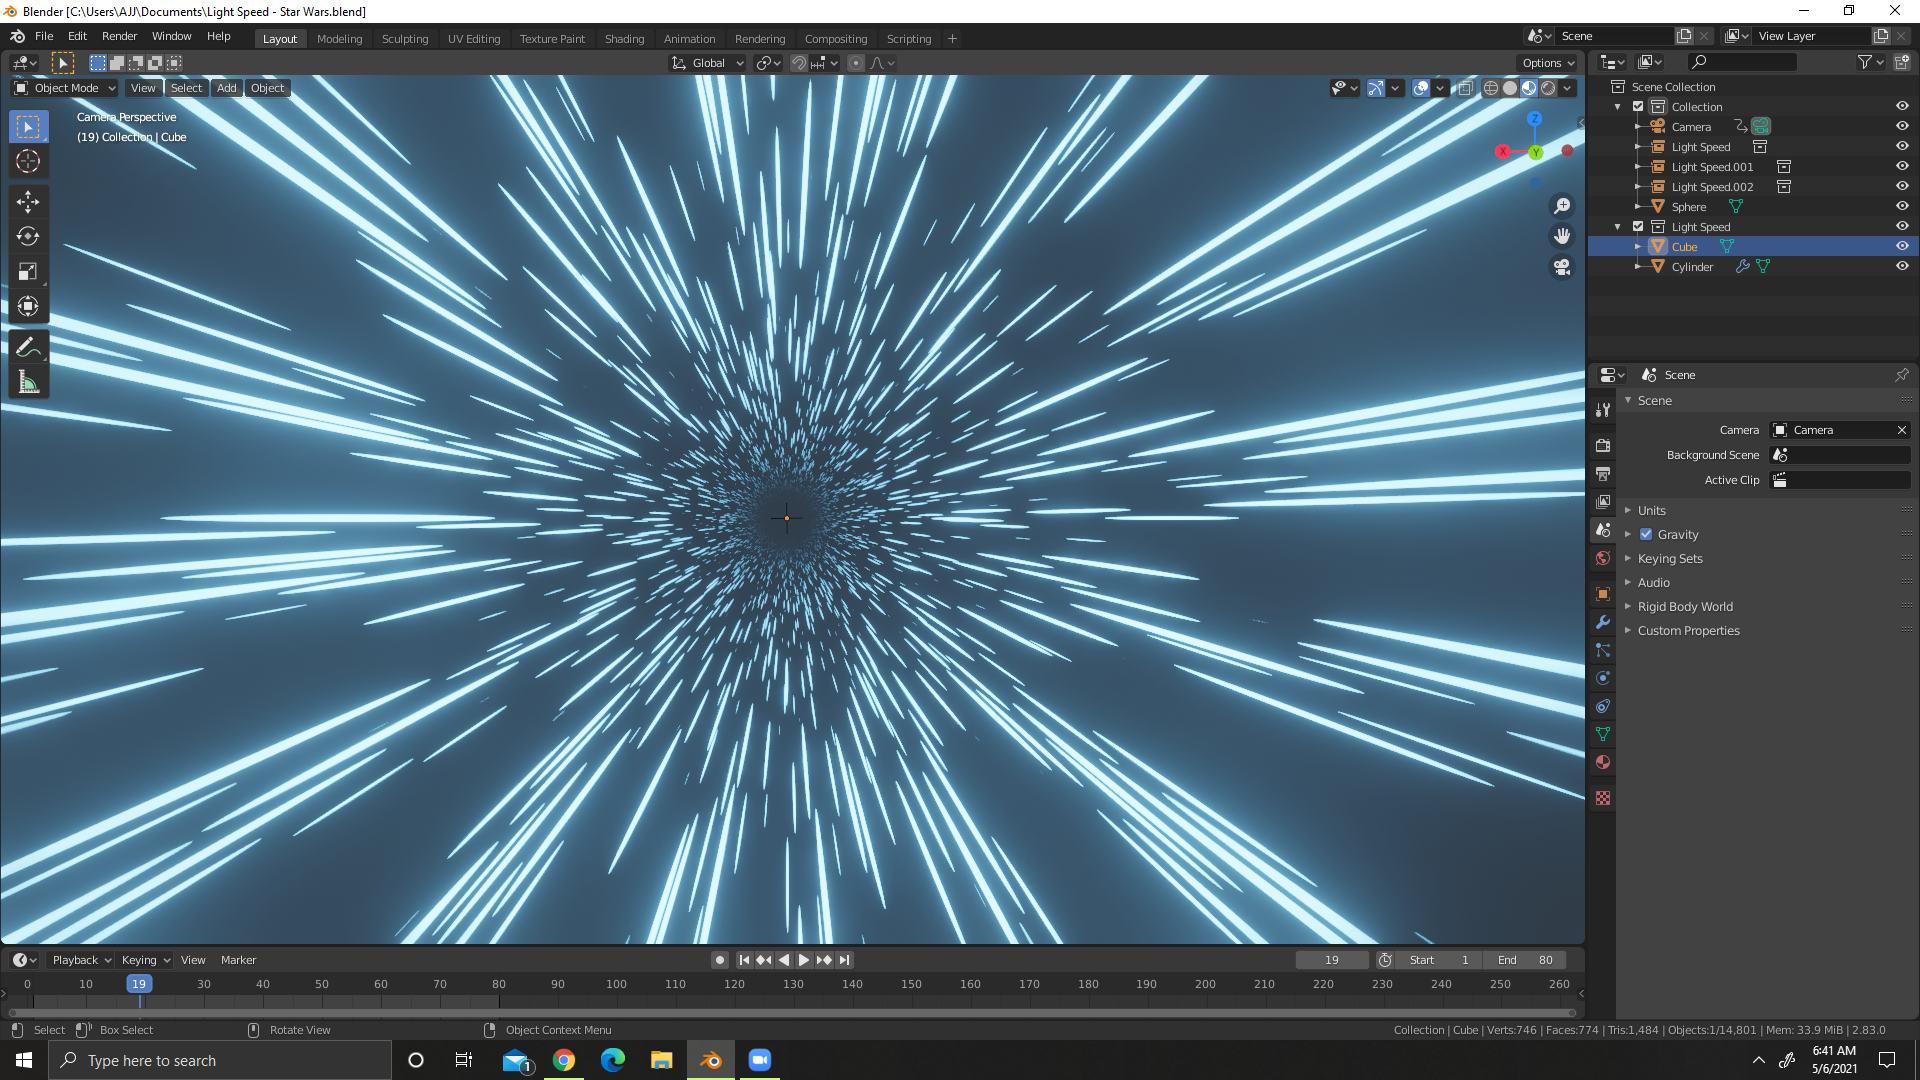 Blender [C:\Users\AJJ\Documents\Light Speed - Star Wars.blend]
File Edit Render Window Help Layout Modeling Sculpting UV Editing Texture Paint Shading Animation Rendering Compositing Scripting + Scene View Layer
Global Options
Object Mode View Select Add Object
Camera Perspective
(19) Collection | Cube
Z
X Y
Scene Collection
Collection
Camera
Light Speed
Light Speed.001
Light Speed.002
Sphere
Light Speed
Cube
Cylinder
Scene
Scene
Camera Camera
Background Scene
Active Clip
Units
Gravity
Keying Sets
Audio
Rigid Body World
Custom Properties
Playback Keying View Marker 19 Start 1 End 80
0 10 19 30 40 50 60 70 80 90 100 110 120 130 140 150 160 170 180 190 200 210 220 230 240 250 260
Select Box Select Rotate View Object Context Menu Collection | Cube | Verts:746 | Faces:774 | Tris:1,484 | Objects:1/14,801 | Mem: 33.9 MiB | 2.83.0
Type here to search 1 6:41 AM
5/6/2021